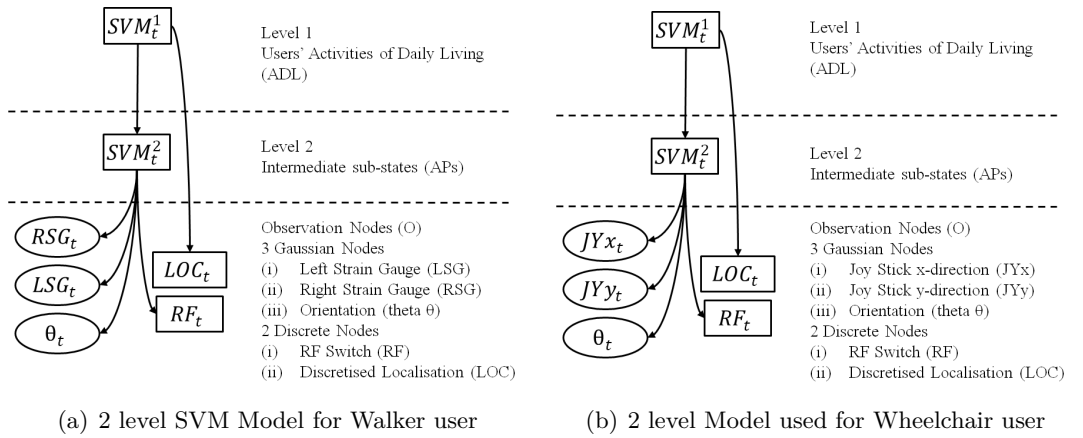 SVM_t^1
Level 1
Users' Activities of Daily Living
(ADL)
SVM_t^2
Level 2
Intermediate sub-states (APs)
RSG_t
LSG_t
θ_t
LOC_t
RF_t
Observation Nodes (O)
3 Gaussian Nodes
(i) Left Strain Gauge (LSG)
(ii) Right Strain Gauge (RSG)
(iii) Orientation (theta θ)
2 Discrete Nodes
(i) RF Switch (RF)
(ii) Discretised Localisation (LOC)
(a) 2 level SVM Model for Walker user
SVM_t^1
Level 1
Users' Activities of Daily Living
(ADL)
SVM_t^2
Level 2
Intermediate sub-states (APs)
JYx_t
JYy_t
θ_t
LOC_t
RF_t
Observation Nodes (O)
3 Gaussian Nodes
(i) Joy Stick x-direction (JYx)
(ii) Joy Stick y-direction (JYy)
(iii) Orientation (theta θ)
2 Discrete Nodes
(i) RF Switch (RF)
(ii) Discretised Localisation (LOC)
(b) 2 level Model used for Wheelchair user